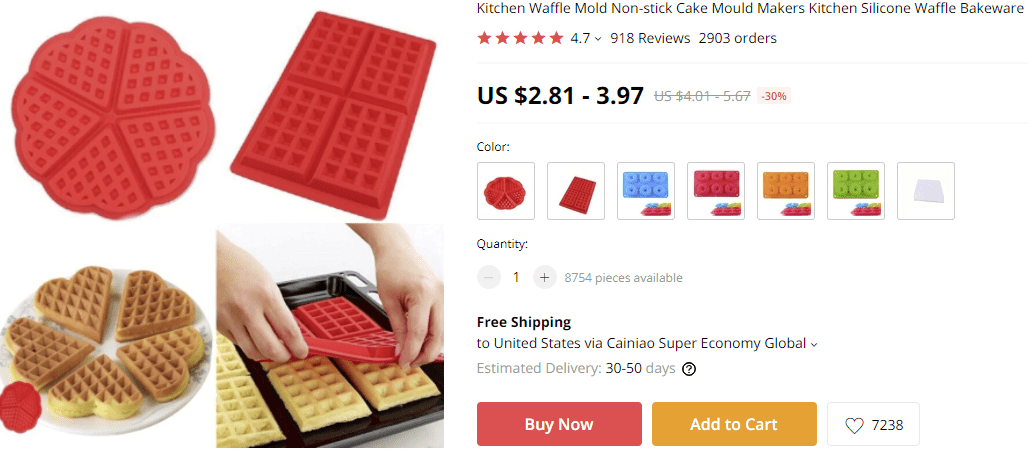 Kitchen Waffle Mold Non-stick Cake Mould Makers Kitchen Silicone Waffle Bakeware
4.7 918 Reviews 2903 orders
US $2.81 - 3.97 US $4.01 - 5.67 -30%
Color:
Quantity:
1 8754 pieces available
Free Shipping
to United States via Cainiao Super Economy Global
Estimated Delivery: 30-50 days
Buy Now Add to Cart 7238